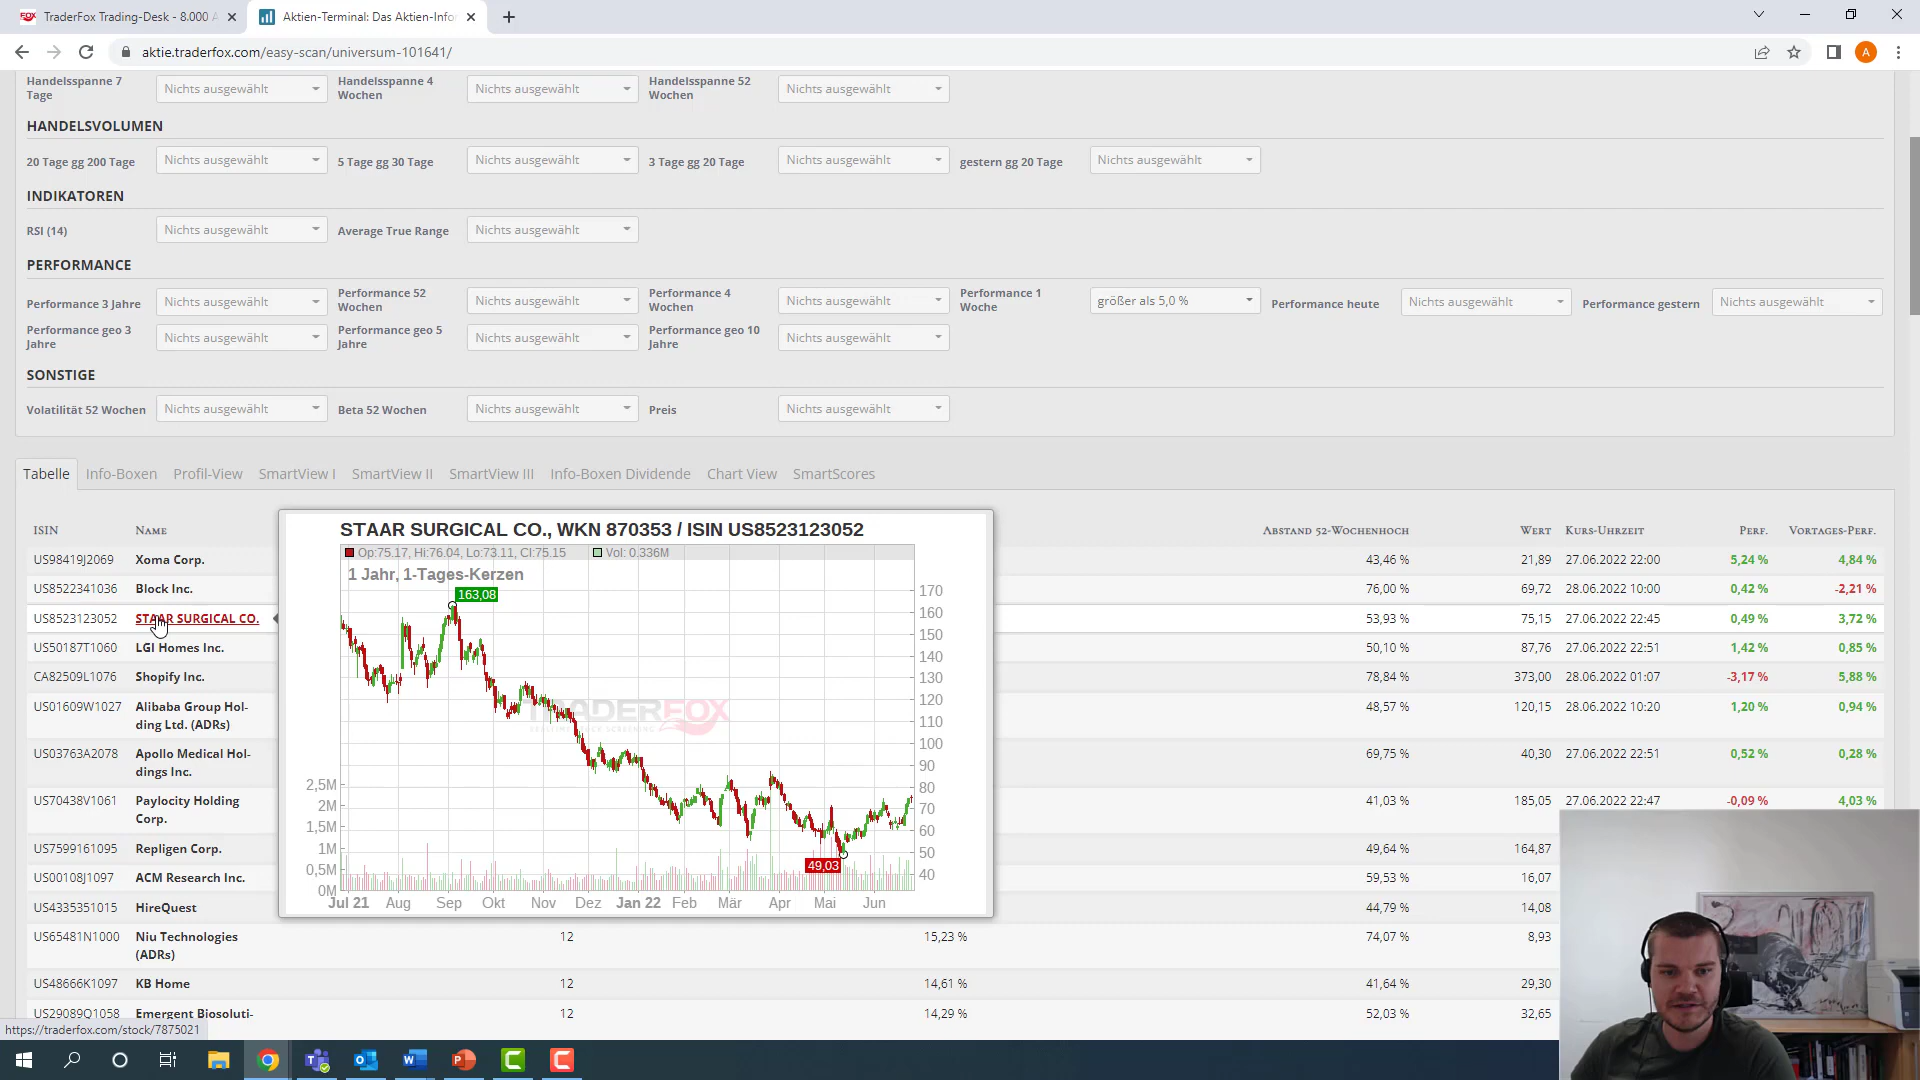 TraderFox Trading-Desk - 8.000 A
Aktien-Terminal: Das Aktien-Infor
aktie.traderfox.com/easy-scan/universum-101641/
A
Handelsspanne 7 Tage Nichts ausgewählt Handelsspanne 4 Wochen Nichts ausgewählt Handelsspanne 52 Wochen Nichts ausgewählt
HANDELSVOLUMEN
20 Tage gg 200 Tage Nichts ausgewählt 5 Tage gg 30 Tage Nichts ausgewählt 3 Tage gg 20 Tage Nichts ausgewählt gestern gg 20 Tage Nichts ausgewählt
INDIKATOREN
RSI (14) Nichts ausgewählt Average True Range Nichts ausgewählt
PERFORMANCE
Performance 3 Jahre Nichts ausgewählt Performance 52 Wochen Nichts ausgewählt Performance 4 Wochen Nichts ausgewählt Performance 1 Woche größer als 5,0 % Performance heute Nichts ausgewählt Performance gestern Nichts ausgewählt
Performance geo 3 Jahre Nichts ausgewählt Performance geo 5 Jahre Nichts ausgewählt Performance geo 10 Jahre Nichts ausgewählt
SONSTIGE
Volatilität 52 Wochen Nichts ausgewählt Beta 52 Wochen Nichts ausgewählt Preis Nichts ausgewählt
Tabelle Info-Boxen Profil-View SmartView I SmartView II SmartView III Info-Boxen Dividende Chart View SmartScores
ISIN Name Abstand 52-Wochenhoch Wert Kurs-Uhrzeit Perf. Vortages-Perf.
US98419J2069 Xoma Corp. 43,46 % 21,89 27.06.2022 22:00 5,24 % 4,84 %
US8522341036 Block Inc. 76,00 % 69,72 28.06.2022 10:00 0,42 % -2,21 %
US8523123052 STAAR SURGICAL CO. 53,93 % 75,15 27.06.2022 22:45 0,49 % 3,72 %
US50187T1060 LGI Homes Inc. 50,10 % 87,76 27.06.2022 22:51 1,42 % 0,85 %
CA82509L1076 Shopify Inc. 78,84 % 373,00 28.06.2022 01:07 -3,17 % 5,88 %
US01609W1027 Alibaba Group Hol-
ding Ltd. (ADRs) 48,57 % 120,15 28.06.2022 10:20 1,20 % 0,94 %
US03763A2078 Apollo Medical Hol-
dings Inc. 69,75 % 40,30 27.06.2022 22:51 0,52 % 0,28 %
US70438V1061 Paylocity Holding
Corp. 41,03 % 185,05 27.06.2022 22:47 -0,09 % 4,03 %
US7599161095 Repligen Corp. 49,64 % 164,87
US00108J1097 ACM Research Inc. 59,53 % 16,07
US4335351015 HireQuest 44,79 % 14,08
US65481N1000 Niu Technologies
(ADRs) 12 15,23 % 74,07 % 8,93
US48666K1097 KB Home 12 14,61 % 41,64 % 29,30
US29089Q1058 Emergent Biosoluti- 12 14,29 % 52,03 % 32,65
STAAR SURGICAL CO., WKN 870353 / ISIN US8523123052
Op:75.17, Hi:76.04, Lo:73.11, Cl:75.15 Vol: 0.336M
1 Jahr, 1-Tages-Kerzen
163,08
TRADERFOX
49,03
170
160
150
140
130
120
110
100
90
80
70
60
50
40
2,5M
2M
1,5M
1M
0,5M
0M
Jul 21 Aug Sep Okt Nov Dez Jan 22 Feb Mär Apr Mai Jun
https://traderfox.com/stock/7875021